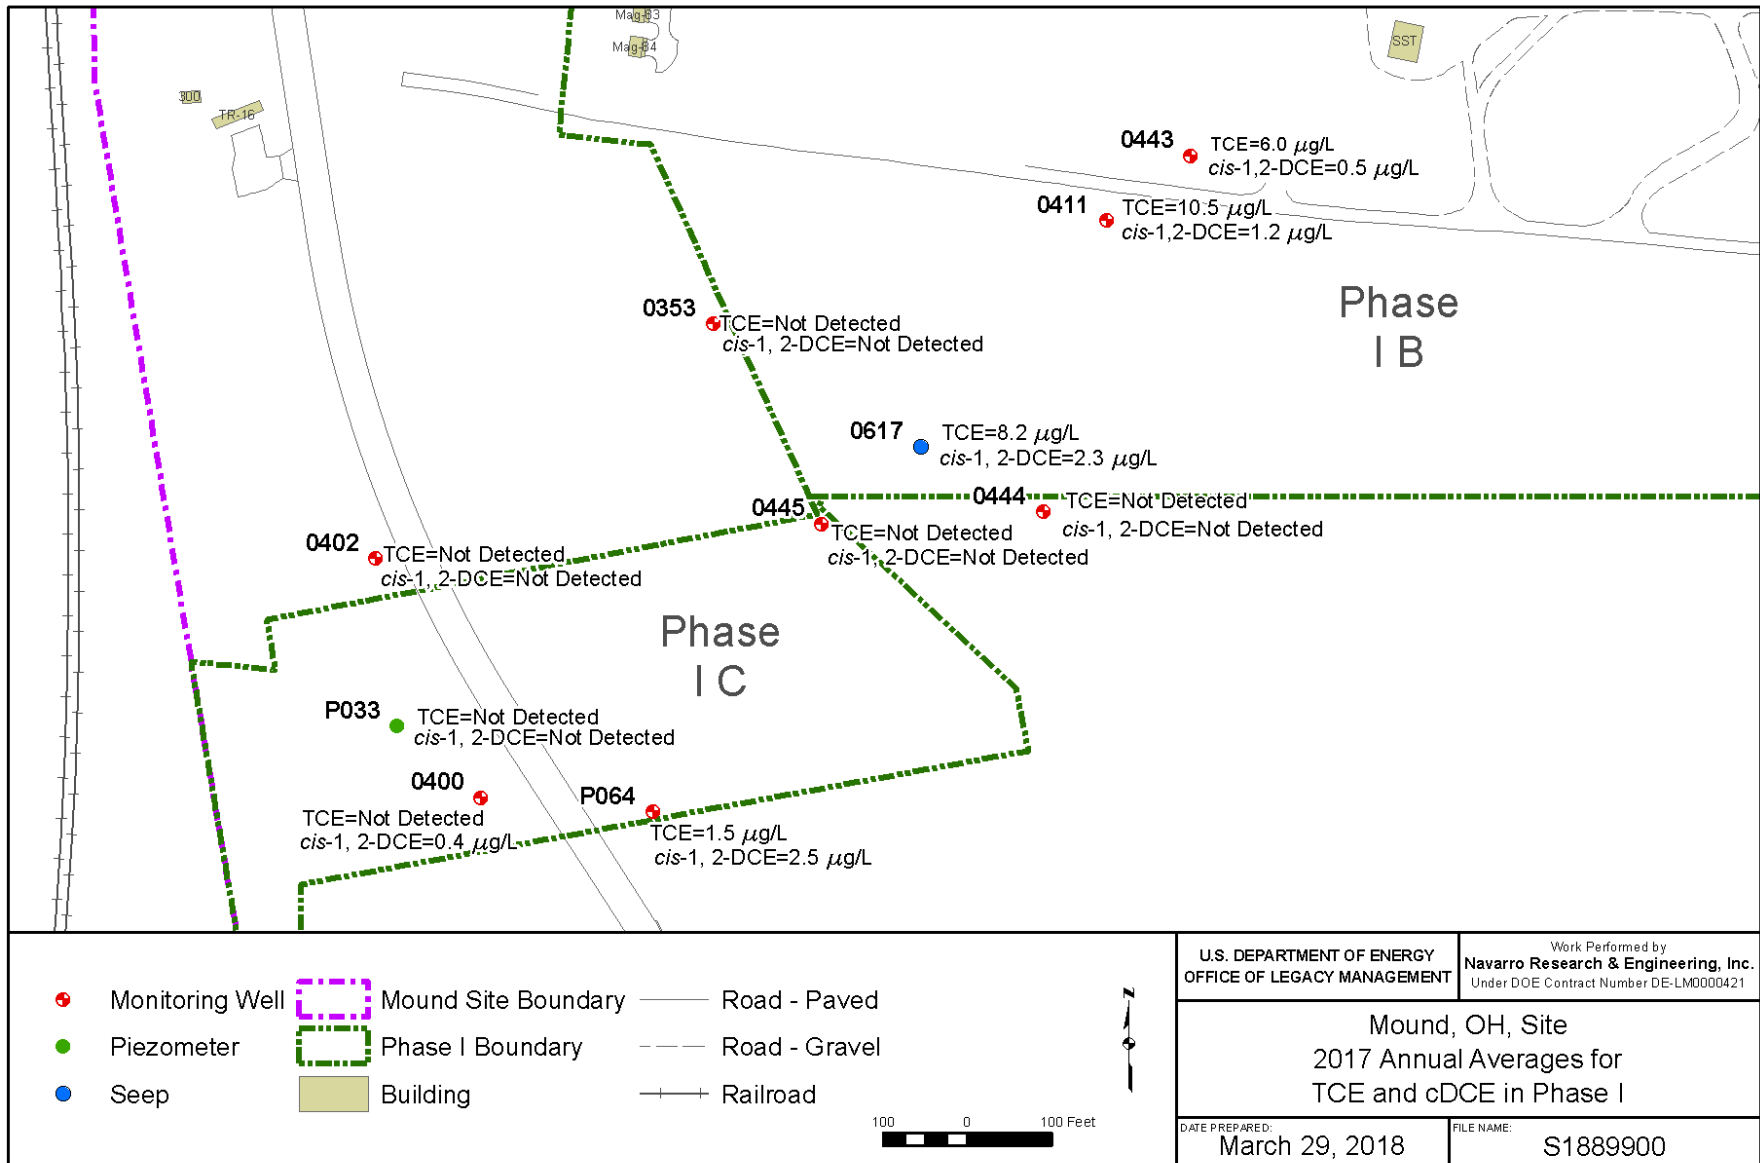 Mag-63
Mag-64
SST
300
TR-16
0443
TCE=6.0 µg/L
cis-1,2-DCE=0.5 µg/L
0411
TCE=10.5 µg/L
cis-1,2-DCE=1.2 µg/L
0353
TCE=Not Detected
cis-1, 2-DCE=Not Detected
Phase
I B
0617
TCE=8.2 µg/L
cis-1, 2-DCE=2.3 µg/L
0444
TCE=Not Detected
cis-1, 2-DCE=Not Detected
0445
TCE=Not Detected
cis-1, 2-DCE=Not Detected
0402
TCE=Not Detected
cis-1, 2-DCE=Not Detected
Phase
I C
P033
TCE=Not Detected
cis-1, 2-DCE=Not Detected
0400
TCE=Not Detected
cis-1, 2-DCE=0.4 µg/L
P064
TCE=1.5 µg/L
cis-1, 2-DCE=2.5 µg/L
Monitoring Well
Piezometer
Seep
Mound Site Boundary
Phase I Boundary
Building
Road - Paved
Road - Gravel
Railroad
N
100 0 100 Feet
U.S. DEPARTMENT OF ENERGY
OFFICE OF LEGACY MANAGEMENT
Work Performed by
Navarro Research & Engineering, Inc.
Under DOE Contract Number DE-LM0000421
Mound, OH, Site
2017 Annual Averages for
TCE and cDCE in Phase I
DATE PREPARED:
March 29, 2018
FILE NAME:
S1889900